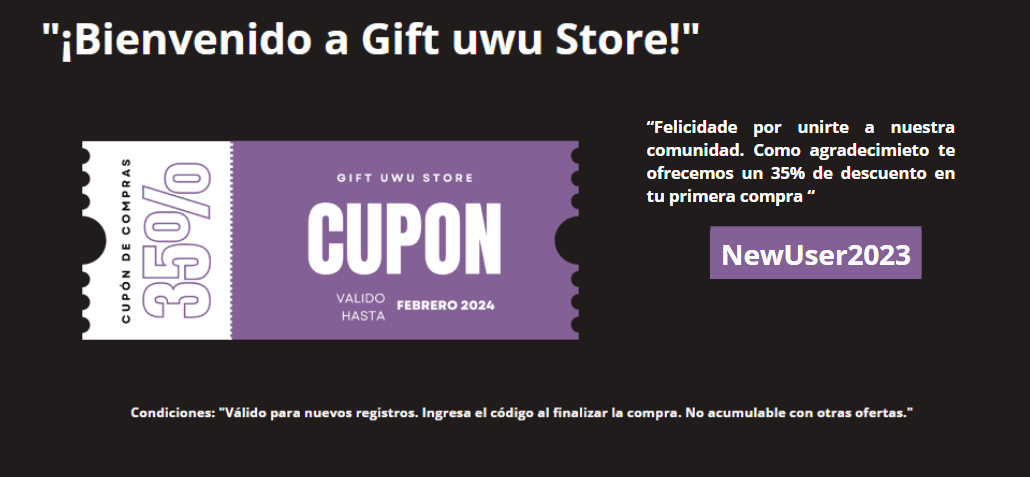 "¡Bienvenido a Gift uwu Store!"
“Felicidade por unirte a nuestra
comunidad. Como agradecimieto te
ofrecemos un 35% de descuento en
tu primera compra “
NewUser2023
CUPÓN DE COMPRAS
35%
GIFT UWU STORE
CUPON
VALIDO
HASTA
FEBRERO 2024
Condiciones: "Válido para nuevos registros. Ingresa el código al finalizar la compra. No acumulable con otras ofertas."